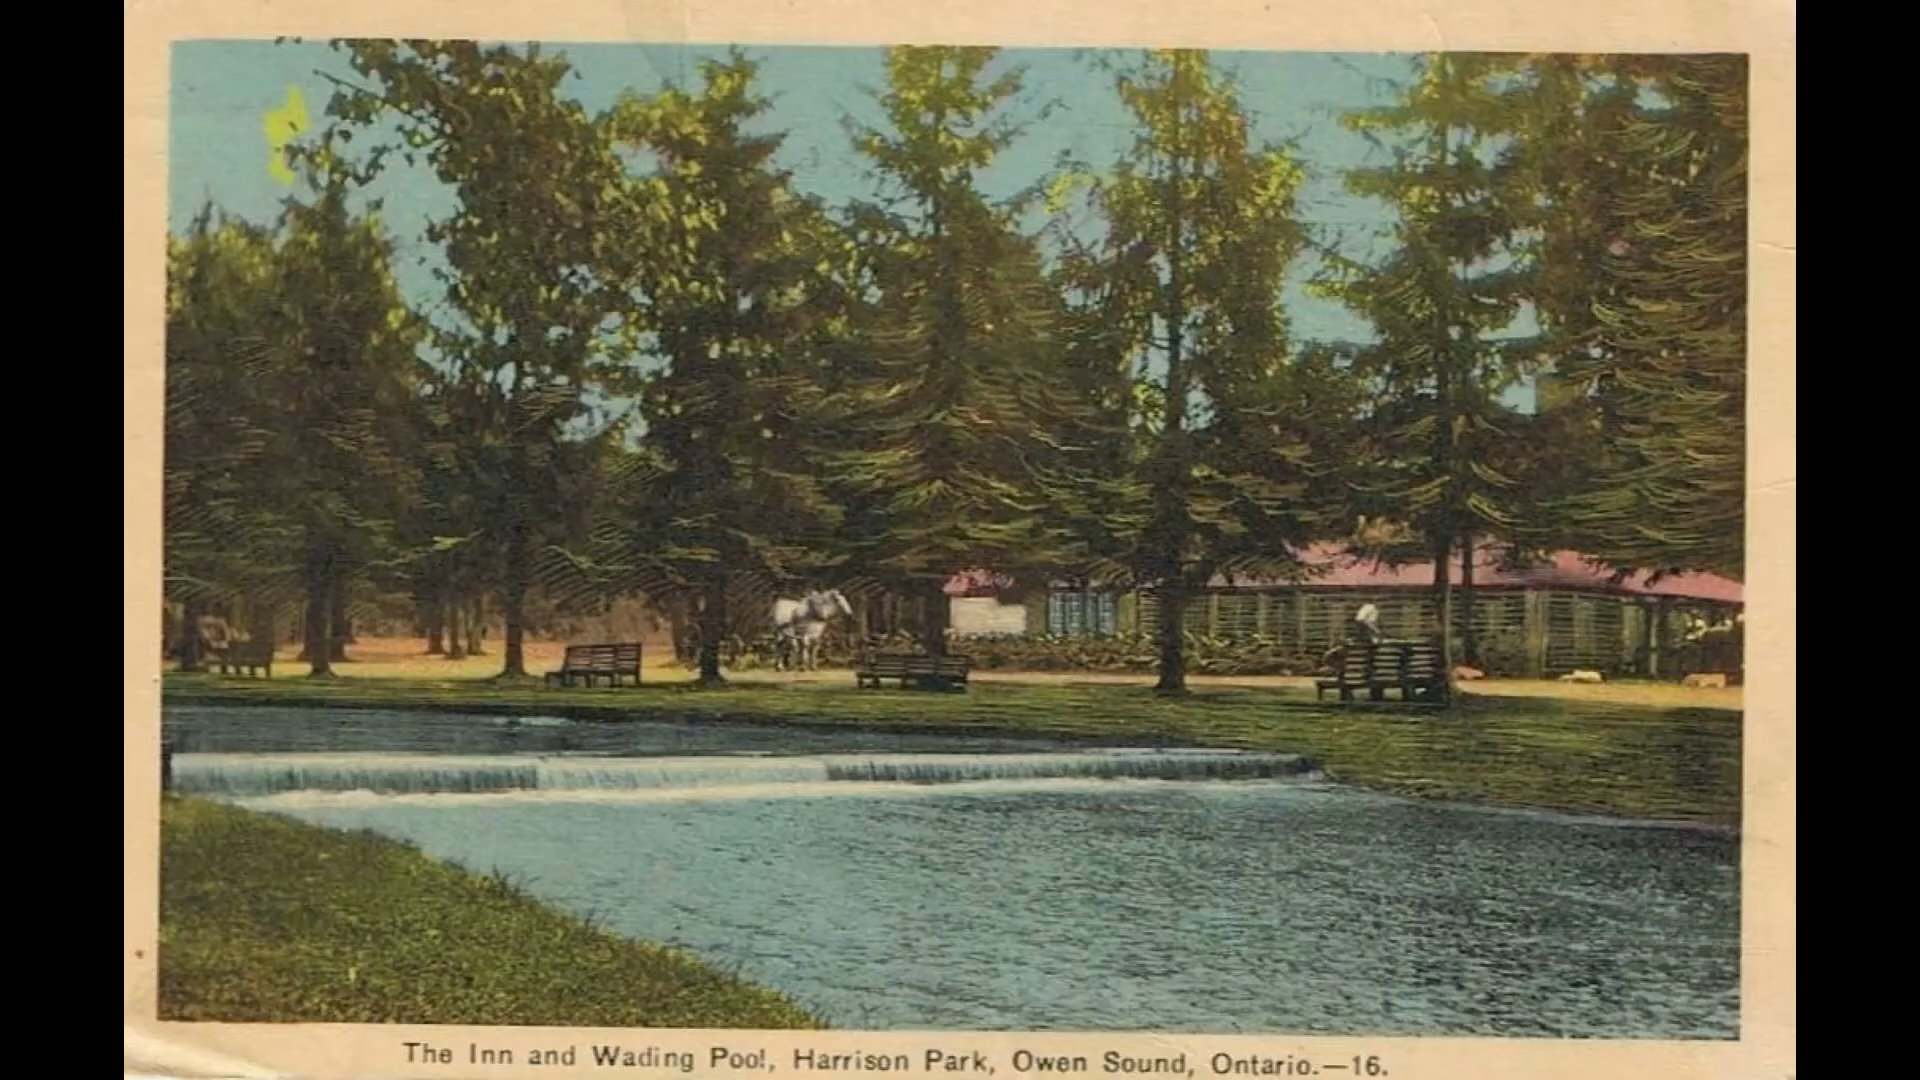 The Inn and Wading Pool, Harrison Park, Owen Sound, Ontario.—16.